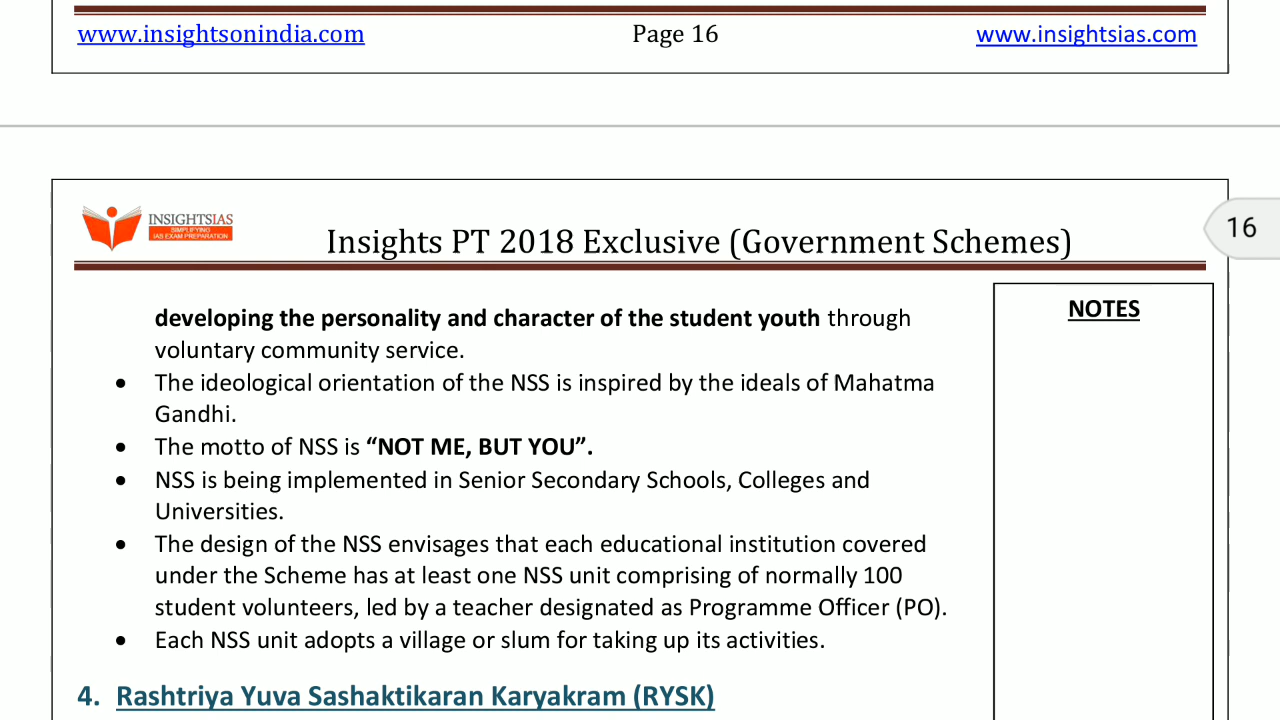 www.insightsonindia.com Page 16 www.insightsias.com
INSIGHTSIAS
SIMPLIFYING
IAS EXAM PREPARATION
Insights PT 2018 Exclusive (Government Schemes)
16
NOTES
developing the personality and character of the student youth through
voluntary community service.
• The ideological orientation of the NSS is inspired by the ideals of Mahatma
Gandhi.
• The motto of NSS is “NOT ME, BUT YOU”.
• NSS is being implemented in Senior Secondary Schools, Colleges and
Universities.
• The design of the NSS envisages that each educational institution covered
under the Scheme has at least one NSS unit comprising of normally 100
student volunteers, led by a teacher designated as Programme Officer (PO).
• Each NSS unit adopts a village or slum for taking up its activities.
4. Rashtriya Yuva Sashaktikaran Karyakram (RYSK)